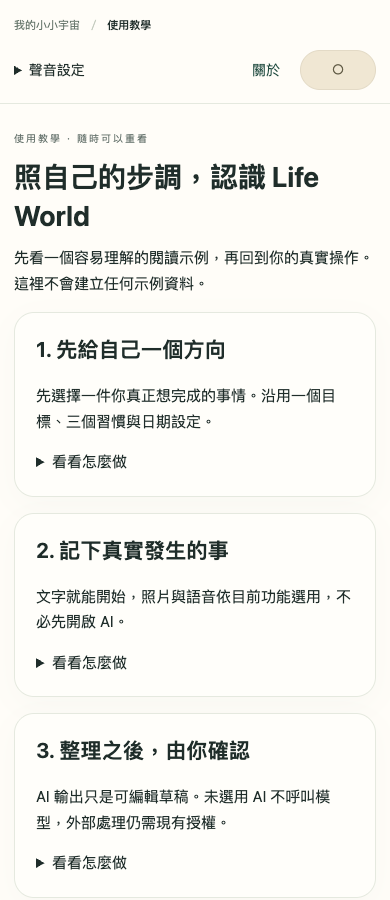 我的小小宇宙 / 使用教學
▶ 聲音設定 關於
使用教學 · 隨時可以重看
照自己的步調，認識 Life
World
先看一個容易理解的閱讀示例，再回到你的真實操作。
這裡不會建立任何示例資料。
1. 先給自己一個方向
先選擇一件你真正想完成的事情。沿用一個目
標、三個習慣與日期設定。
▶ 看看怎麼做
2. 記下真實發生的事
文字就能開始，照片與語音依目前功能選用，不
必先開啟 AI。
▶ 看看怎麼做
3. 整理之後，由你確認
AI 輸出只是可編輯草稿。未選用 AI 不呼叫模
型，外部處理仍需現有授權。
▶ 看看怎麼做